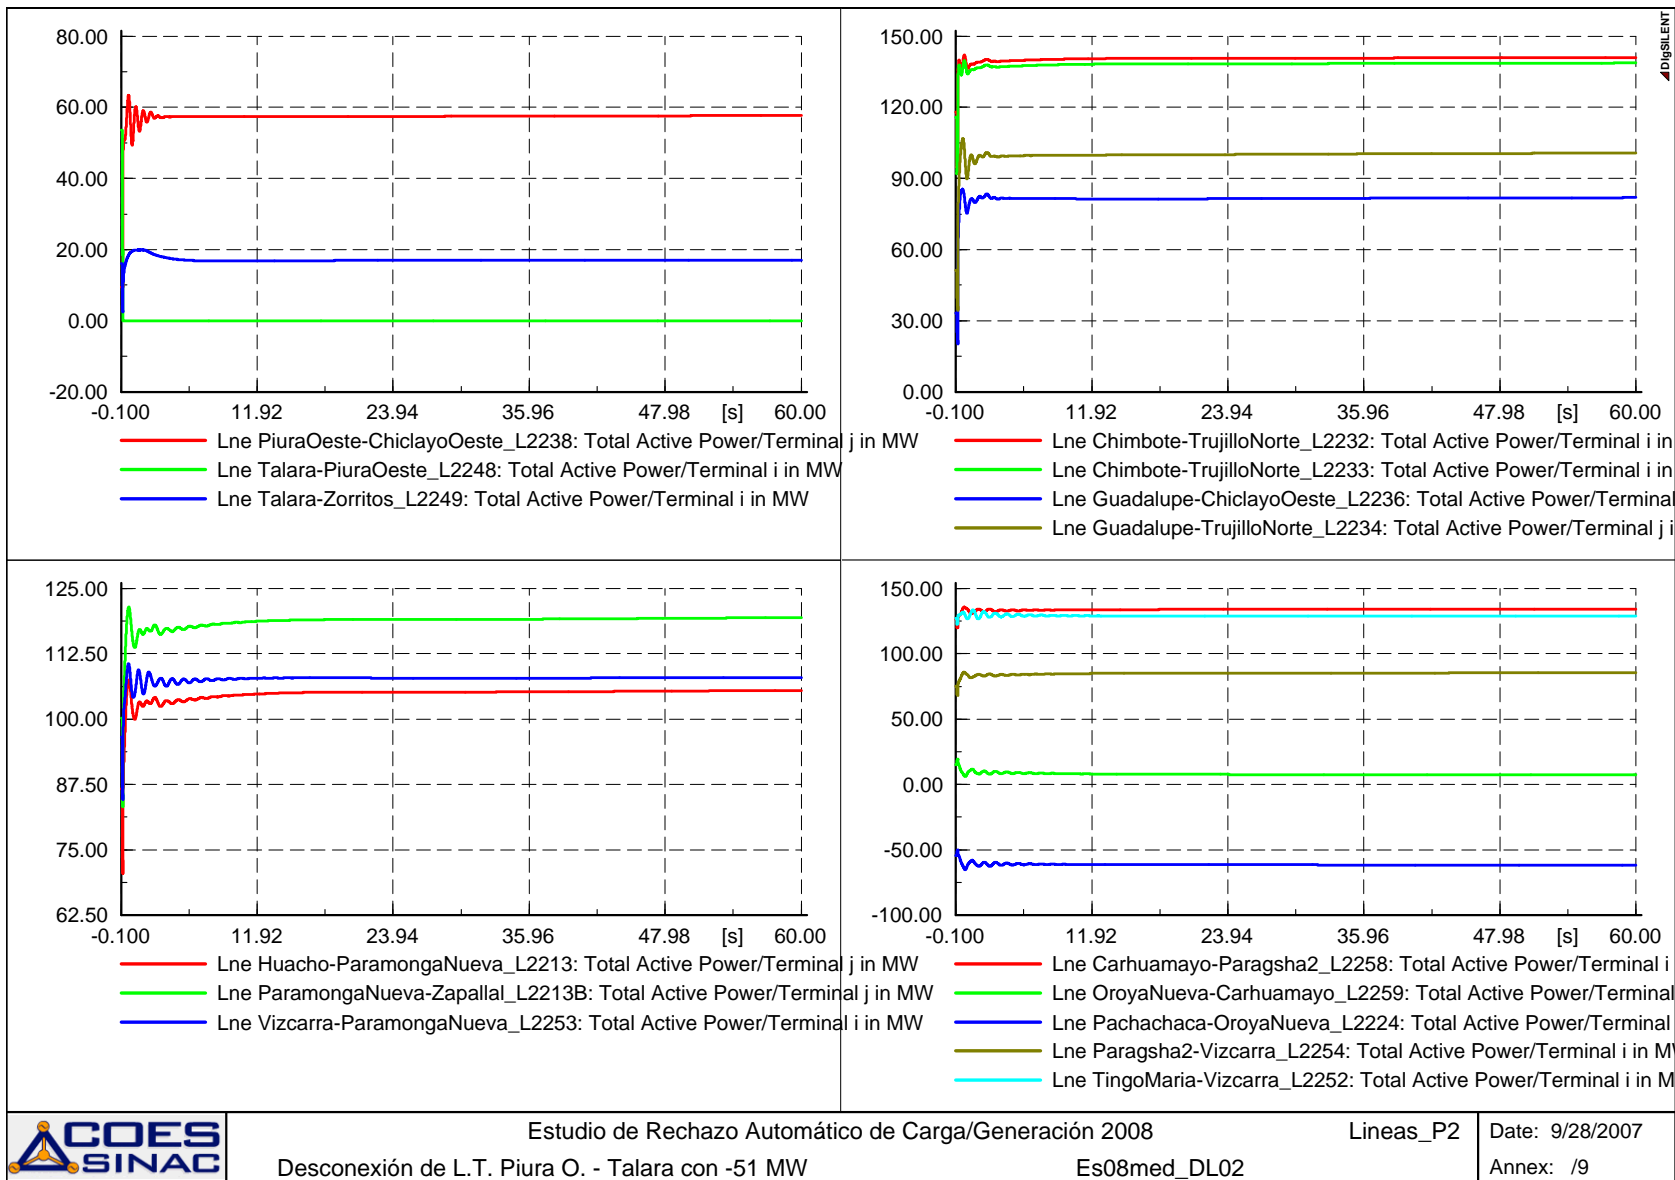 DIgSILENT
80.00
60.00
40.00
20.00
0.00
-20.00
-0.100 11.92 23.94 35.96 47.98 [s] 60.00
Lne PiuraOeste-ChiclayoOeste_L2238: Total Active Power/Terminal j in MW
Lne Talara-PiuraOeste_L2248: Total Active Power/Terminal i in MW
Lne Talara-Zorritos_L2249: Total Active Power/Terminal i in MW
150.00
120.00
90.00
60.00
30.00
0.00
-0.100 11.92 23.94 35.96 47.98 [s] 60.00
Lne Chimbote-TrujilloNorte_L2232: Total Active Power/Terminal i in
Lne Chimbote-TrujilloNorte_L2233: Total Active Power/Terminal i in
Lne Guadalupe-ChiclayoOeste_L2236: Total Active Power/Terminal
Lne Guadalupe-TrujilloNorte_L2234: Total Active Power/Terminal j i
125.00
112.50
100.00
87.50
75.00
62.50
-0.100 11.92 23.94 35.96 47.98 [s] 60.00
Lne Huacho-ParamongaNueva_L2213: Total Active Power/Terminal j in MW
Lne ParamongaNueva-Zapallal_L2213B: Total Active Power/Terminal j in MW
Lne Vizcarra-ParamongaNueva_L2253: Total Active Power/Terminal i in MW
150.00
100.00
50.00
0.00
-50.00
-100.00
-0.100 11.92 23.94 35.96 47.98 [s] 60.00
Lne Carhuamayo-Paragsha2_L2258: Total Active Power/Terminal i
Lne OroyaNueva-Carhuamayo_L2259: Total Active Power/Terminal
Lne Pachachaca-OroyaNueva_L2224: Total Active Power/Terminal
Lne Paragsha2-Vizcarra_L2254: Total Active Power/Terminal i in M
Lne TingoMaria-Vizcarra_L2252: Total Active Power/Terminal i in M
COES
SINAC
Estudio de Rechazo Automático de Carga/Generación 2008
Lineas_P2
Date: 9/28/2007
Desconexión de L.T. Piura O. - Talara con -51 MW
Es08med_DL02
Annex: /9